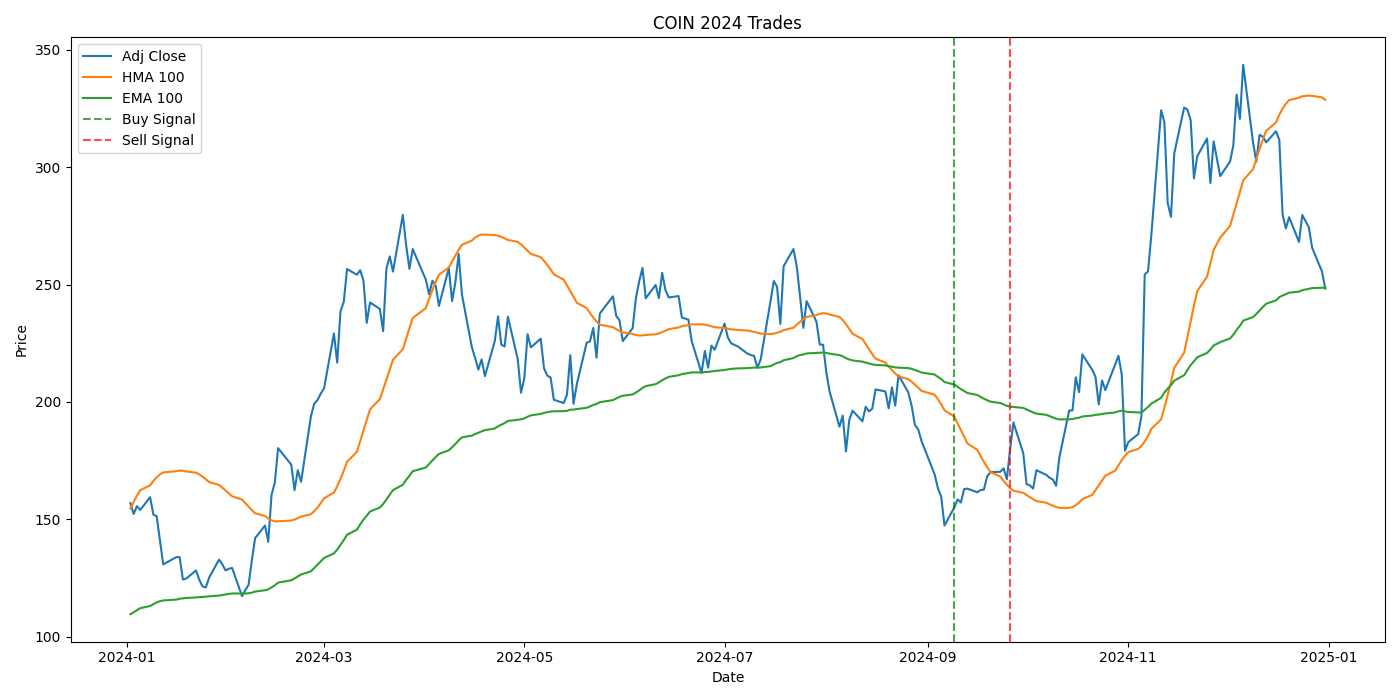 COIN 2024 Trades
Adj Close
HMA 100
EMA 100
Buy Signal
Sell Signal
Price
350
300
250
200
150
100
2024-01
2024-03
2024-05
2024-07
2024-09
2024-11
2025-01
Date